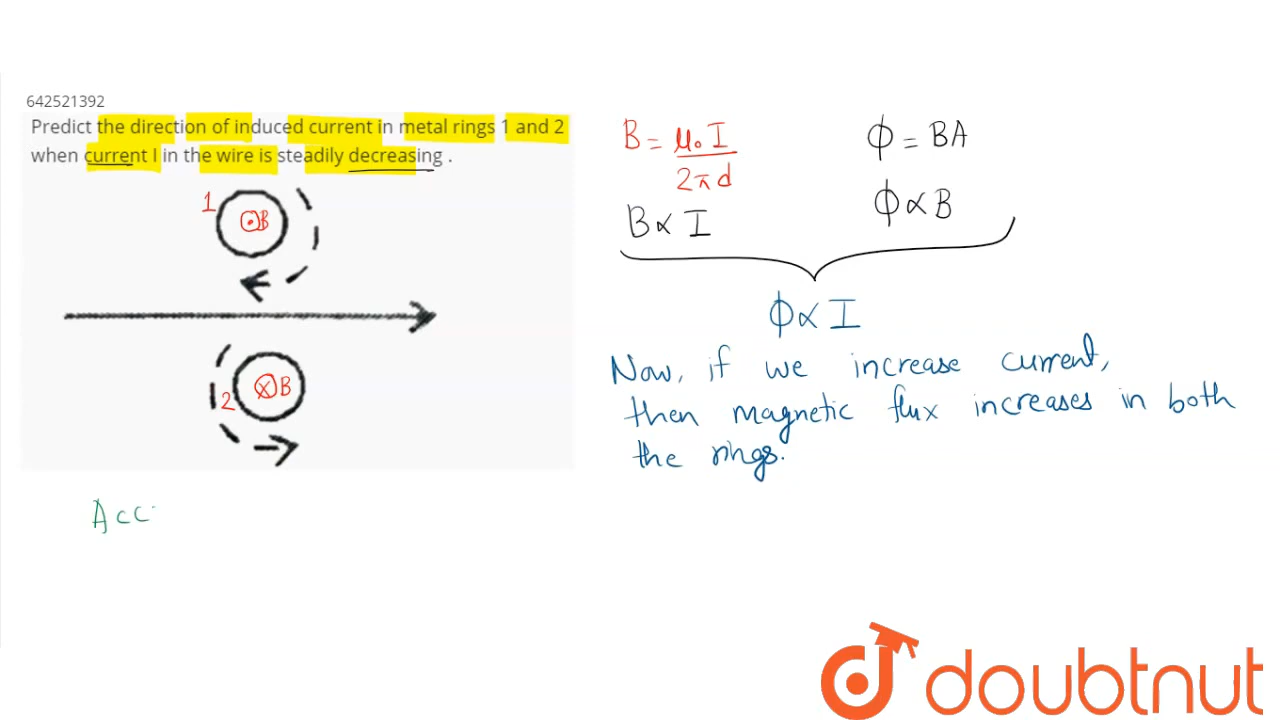 642521392
Predict the direction of induced current in metal rings 1 and 2
when current I in the wire is steadily decreasing .
1
⊙B
2
⊗B
B = μ₀ I / 2π d
B ∝ I
ϕ = BA
ϕ ∝ B
ϕ ∝ I
Now, if we increase current,
then magnetic flux increases in both
the rings.
Acc
doubtnut